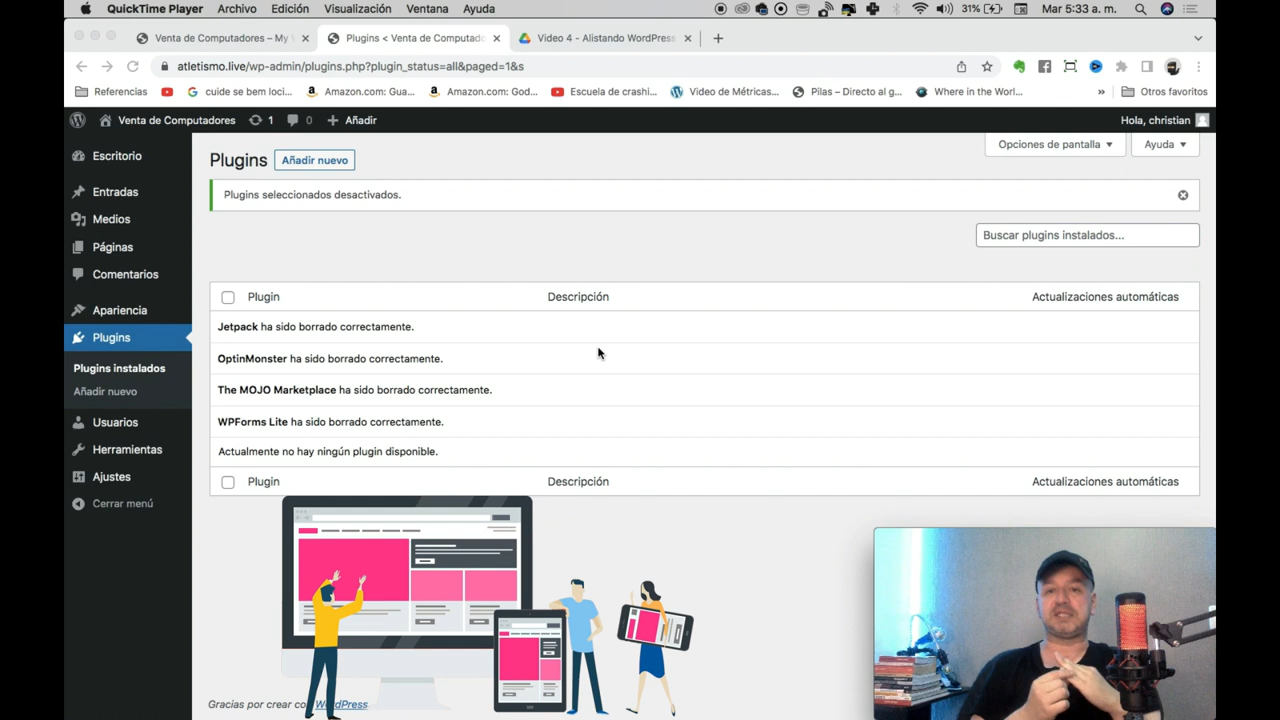 QuickTime Player Archivo Edición Visualización Ventana Ayuda 31% Mar 5:33 a. m.
Venta de Computadores – My Plugins < Venta de Computado Video 4 - Alistando WordPress
atletismo.live/wp-admin/plugins.php?plugin_status=all&paged=1&s
Referencias cuide se bem loci... Amazon.com: Gua... Amazon.com: God... Escuela de crashi... Video de Métricas... Pilas – Directo al g... Where in the Worl... » Otros favoritos
Venta de Computadores 1 0 Añadir Hola, christian
Opciones de pantalla Ayuda
Escritorio
Entradas
Medios
Páginas
Comentarios
Apariencia
Plugins
Plugins instalados
Añadir nuevo
Usuarios
Herramientas
Ajustes
Cerrar menú
Plugins Añadir nuevo
Plugins seleccionados desactivados.
Buscar plugins instalados...
Plugin Descripción Actualizaciones automáticas
Jetpack ha sido borrado correctamente.
OptinMonster ha sido borrado correctamente.
The MOJO Marketplace ha sido borrado correctamente.
WPForms Lite ha sido borrado correctamente.
Actualmente no hay ningún plugin disponible.
Plugin Descripción Actualizaciones automáticas
Gracias por crear con WordPress